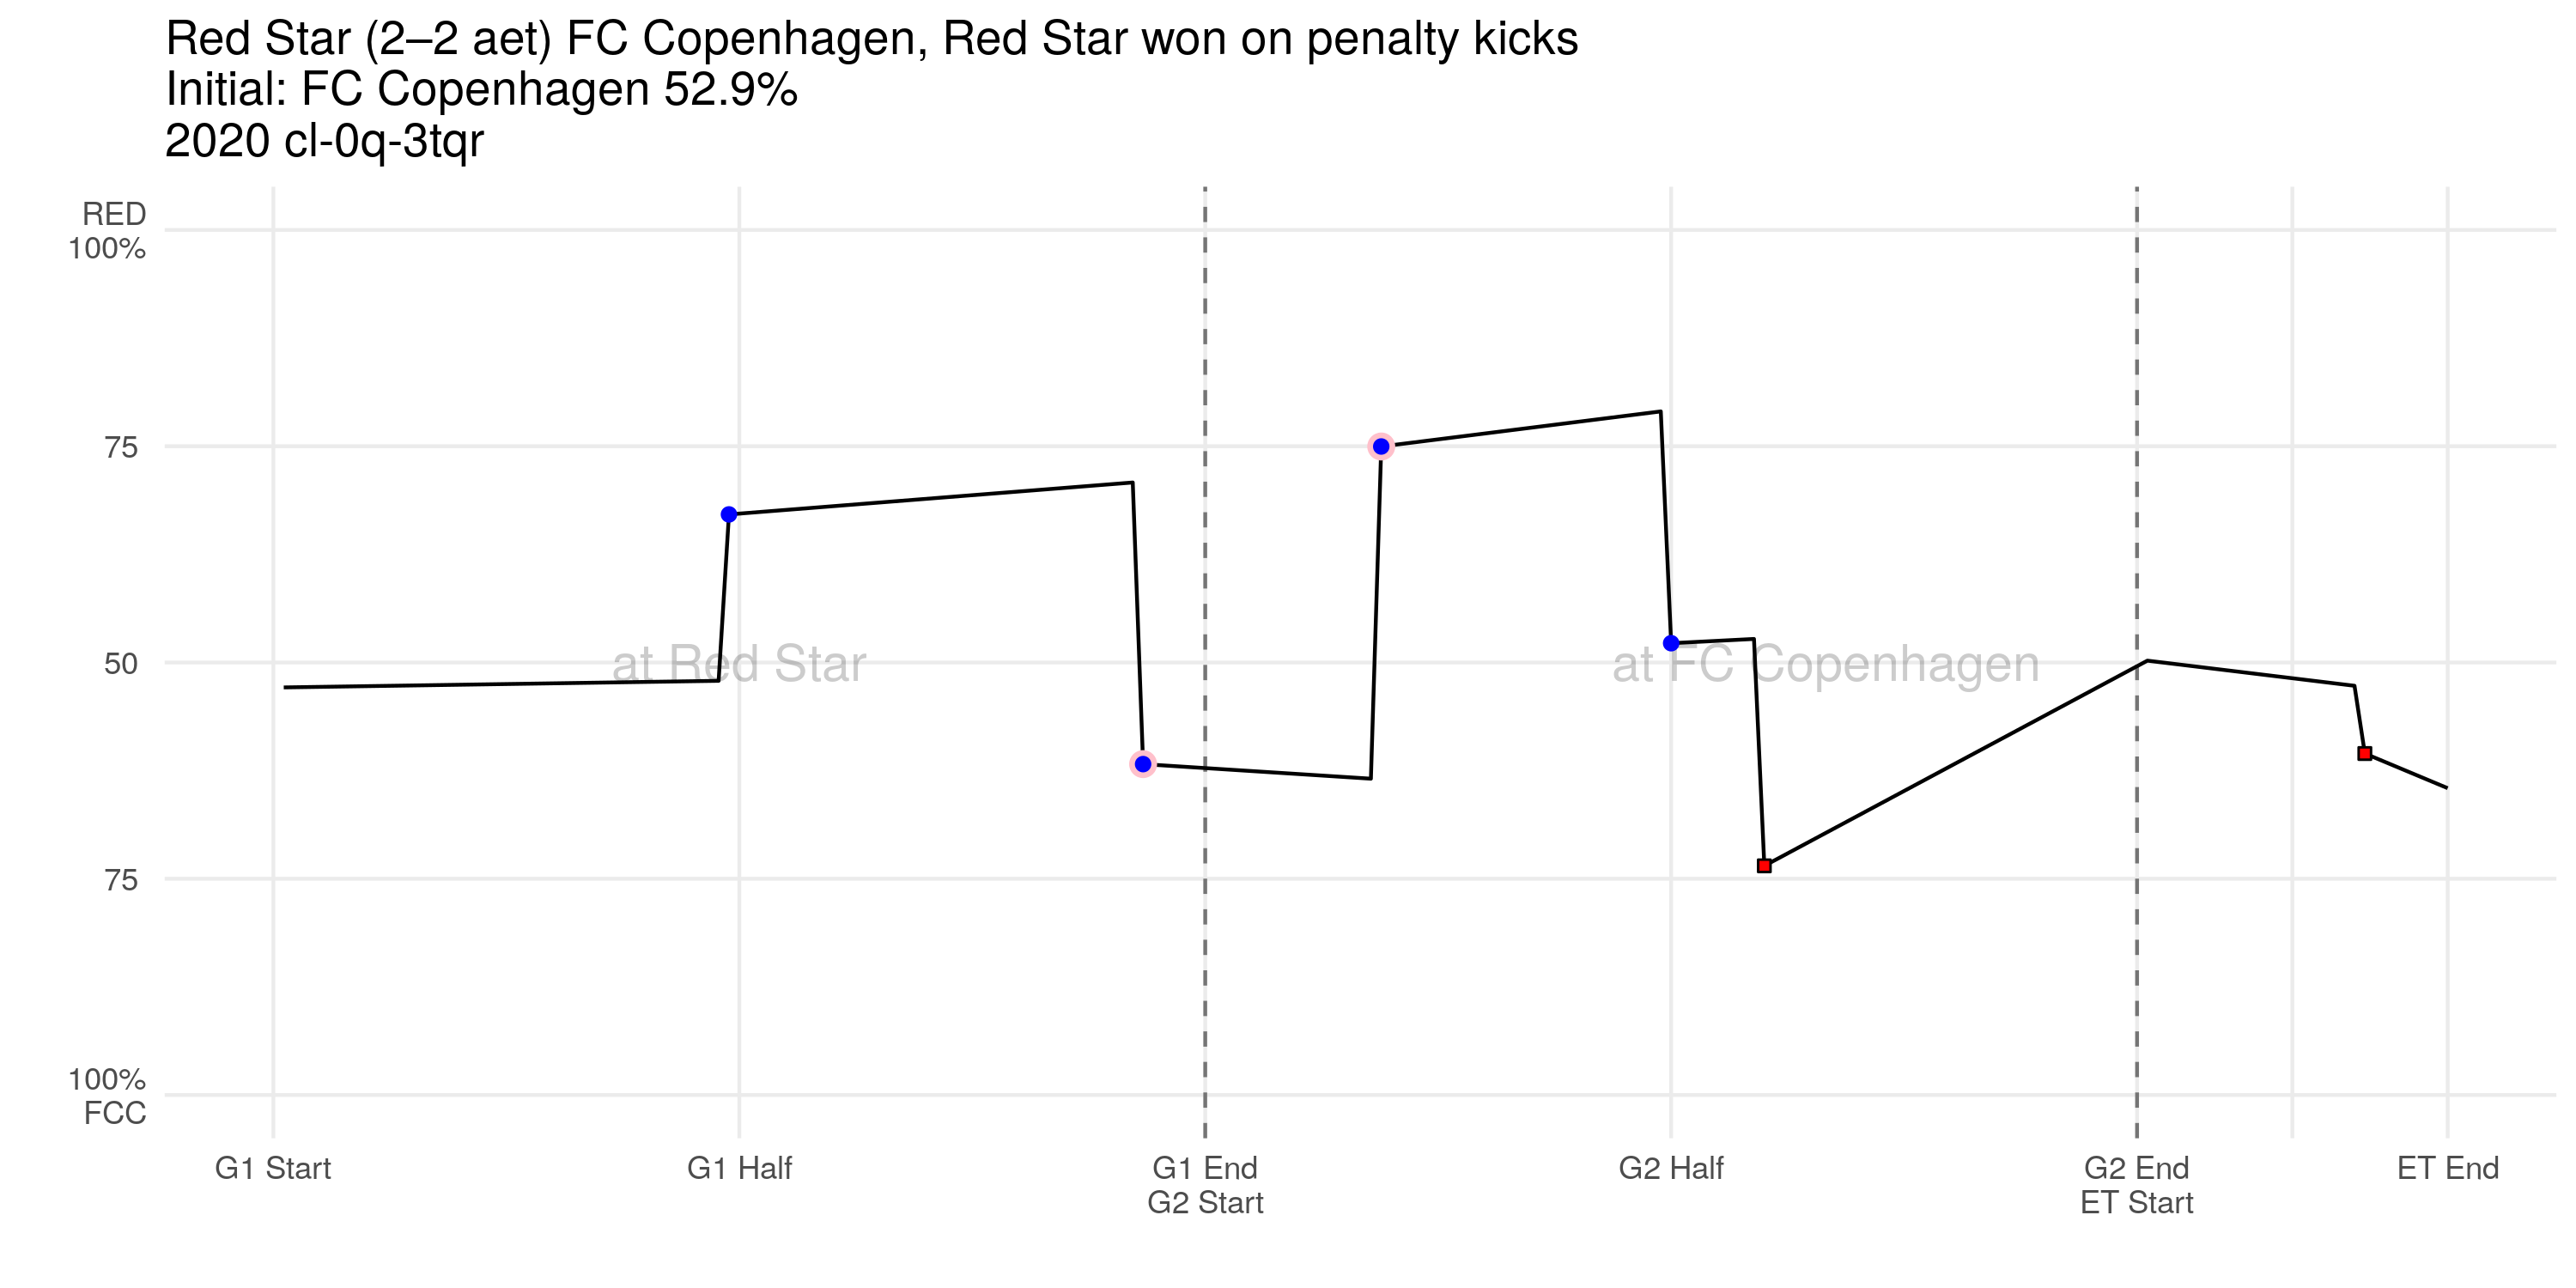 Red Star (2–2 aet) FC Copenhagen, Red Star won on penalty kicks
Initial: FC Copenhagen 52.9%
2020 cl-0q-3tqr
RED
100%
75
50
75
100%
FCC
at Red Star
at FC Copenhagen
G1 Start
G1 Half
G1 End
G2 Start
G2 Half
G2 End
ET Start
ET End